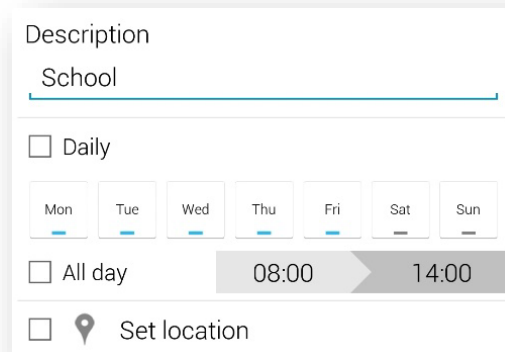 Description
School
Daily
Mon Tue Wed Thu Fri Sat Sun
All day 08:00 14:00
Set location